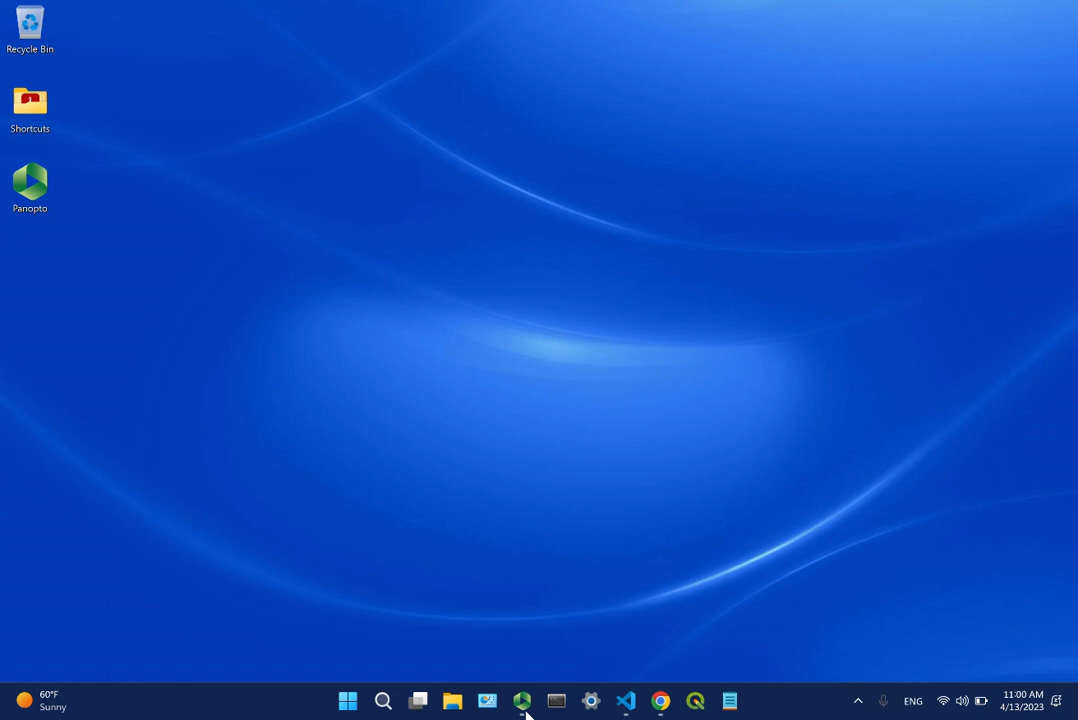 Recycle Bin
Shortcuts
Panopto
60°F
Sunny
ENG
11:00 AM
4/13/2023